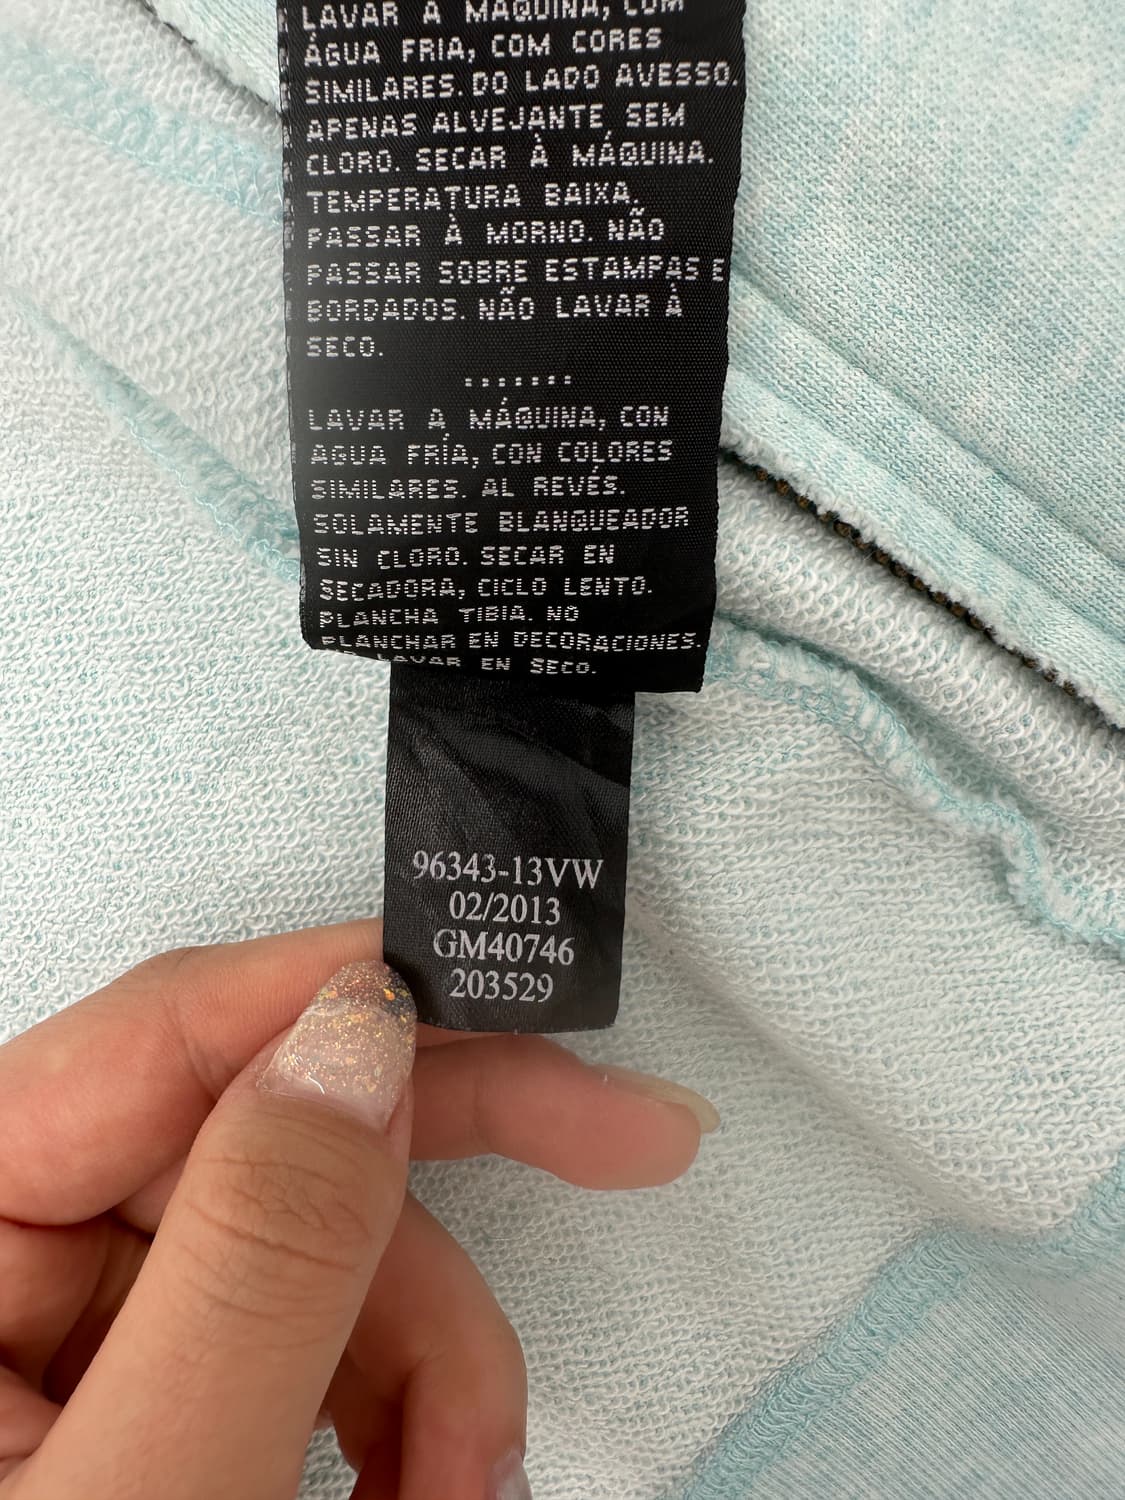 LAVAR A MÁQUINA, COM
ÁGUA FRIA, COM CORES
SIMILARES. DO LADO AVESSO.
APENAS ALVEJANTE SEM
CLORO. SECAR À MÁQUINA.
TEMPERATURA BAIXA.
PASSAR À MORNO. NÃO
PASSAR SOBRE ESTAMPAS E
BORDADOS. NÃO LAVAR À
SECO.
LAVAR A MÁQUINA, CON
AGUA FRÍA, CON COLORES
SIMILARES. AL REVÉS.
SOLAMENTE BLANQUEADOR
SIN CLORO. SECAR EN
SECADORA, CICLO LENTO.
PLANCHA TIBIA. NO
PLANCHAR EN DECORACIONES.
LAVAR EN SECO.
96343-13VW
02/2013
GM40746
203529